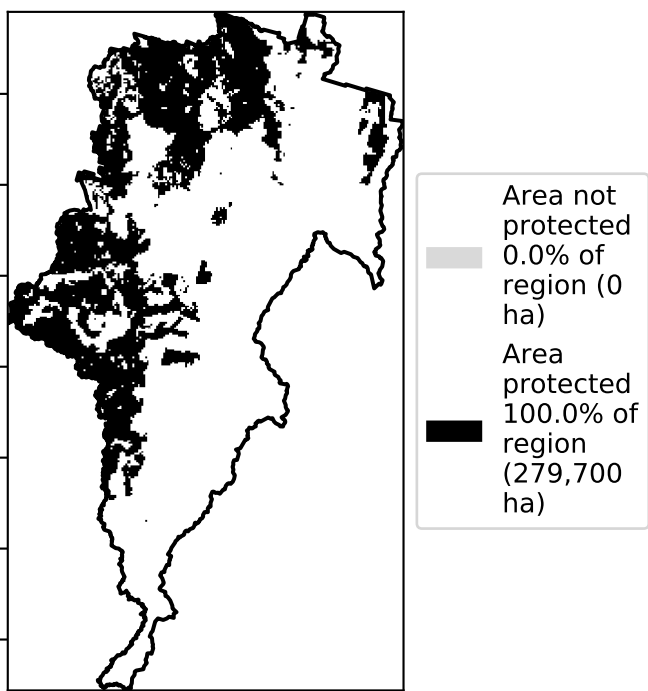 Area not
protected
0.0% of
region (0
ha)
Area
protected
100.0% of
region
(279,700
ha)